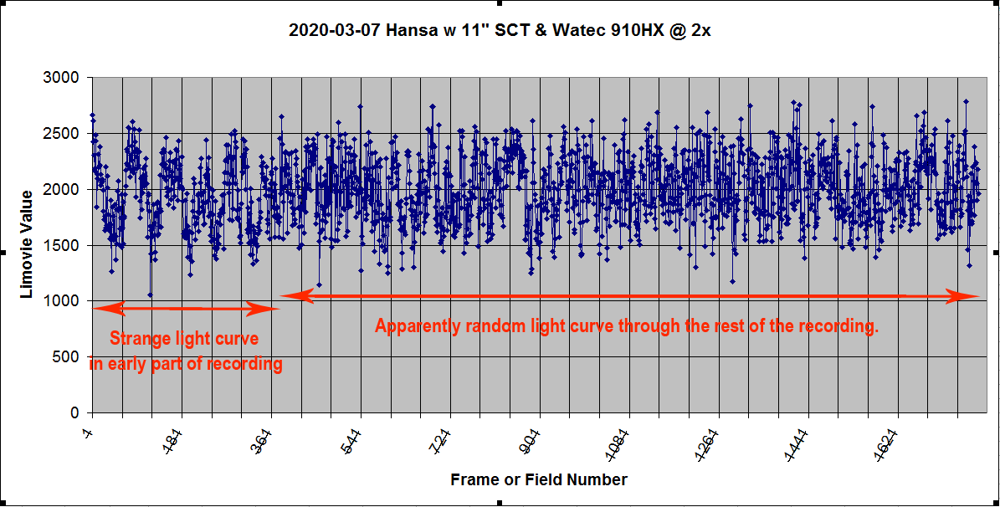 2020-03-07 Hansa w 11" SCT & Watec 910HX @ 2x
3000
2500
2000
1500
1000
500
0
Limovie Value
Strange light curve
in early part of recording
Apparently random light curve through the rest of the recording.
1
181
361
541
721
901
1081
1261
1441
1621
Frame or Field Number